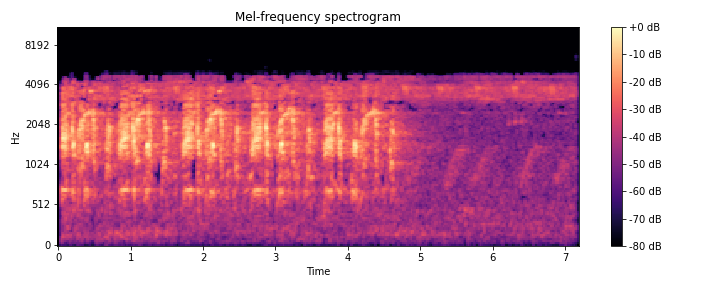 Mel-frequency spectrogram
Hz
8192
4096
2048
1024
512
0
0 1 2 3 4 5 6 7
Time
+0 dB
-10 dB
-20 dB
-30 dB
-40 dB
-50 dB
-60 dB
-70 dB
-80 dB